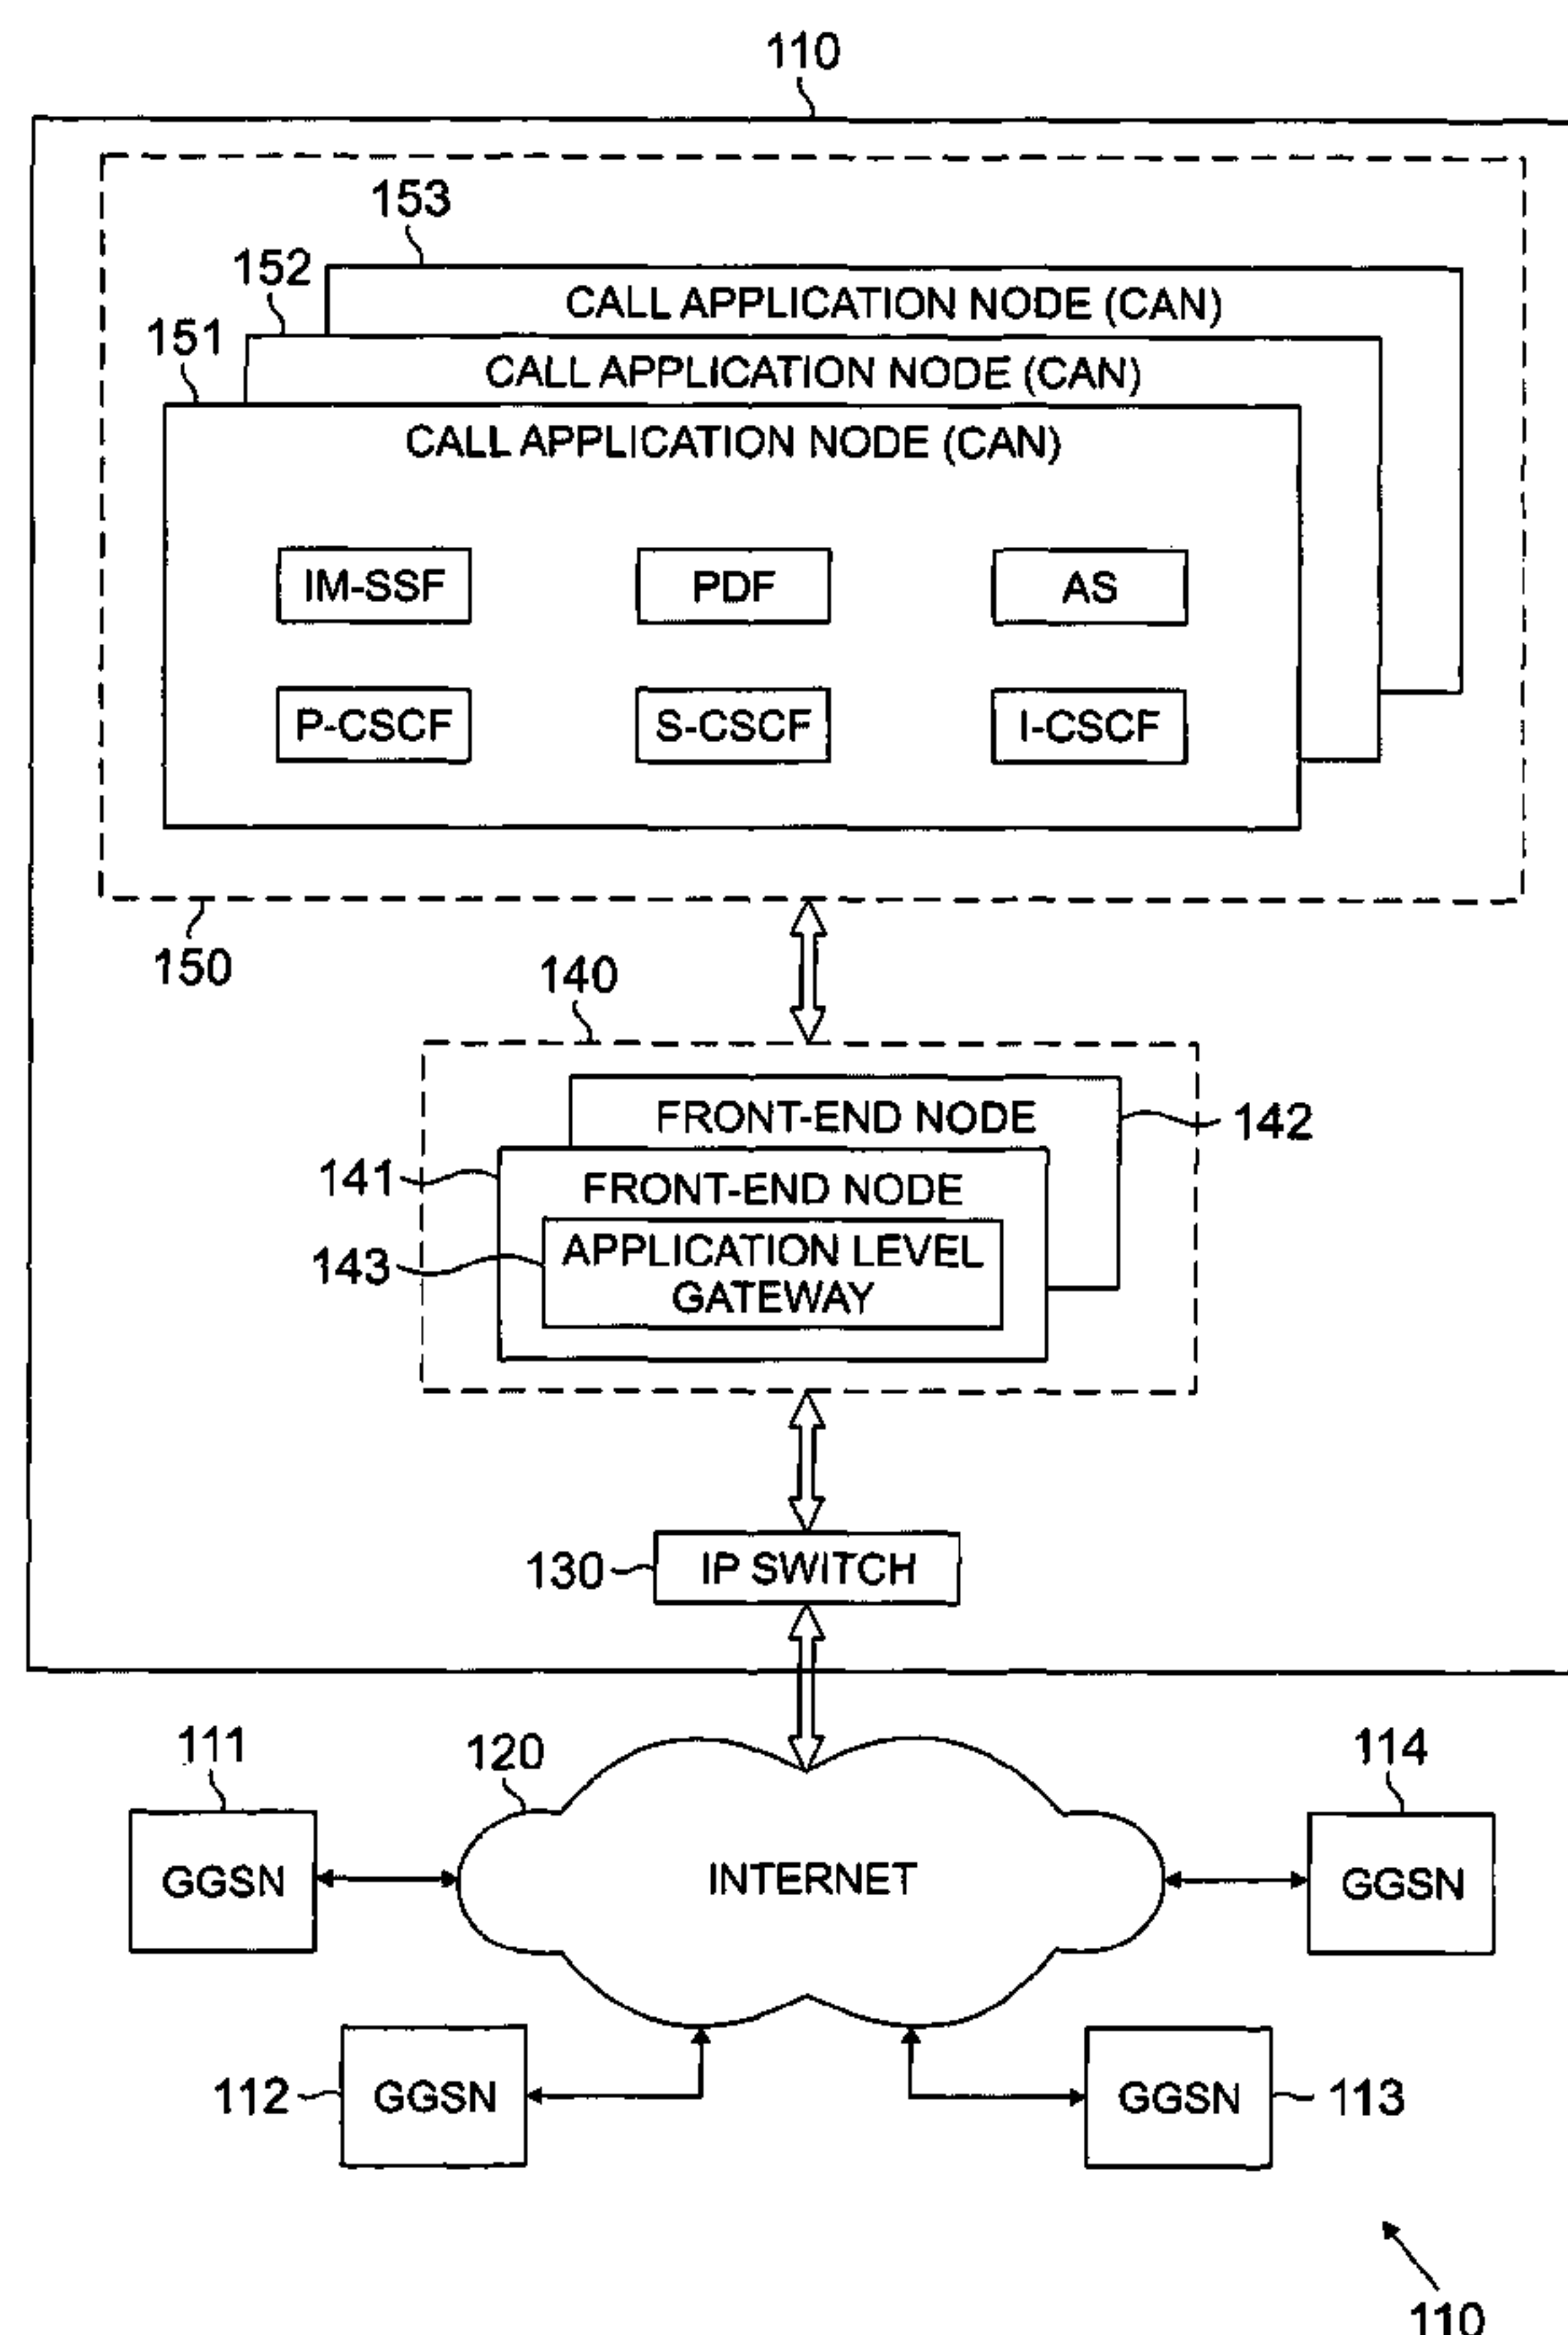 110
153
CALL APPLICATION NODE (CAN)
152
CALL APPLICATION NODE (CAN)
151
CALL APPLICATION NODE (CAN)
IM-SSF PDF AS
P-CSCF S-CSCF I-CSCF
150
140
FRONT-END NODE
142
141
FRONT-END NODE
143
APPLICATION LEVEL
GATEWAY
130
IP SWITCH
111
120
114
GGSN
INTERNET
GGSN
112
GGSN
GGSN
113
110